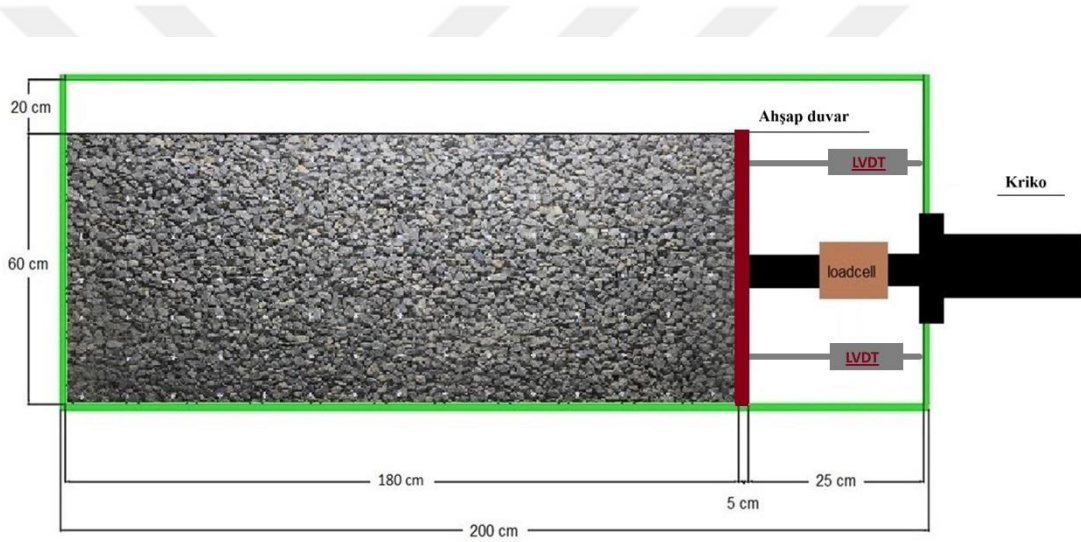 20 cm
Ahşap duvar
LVDT
Kriko
60 cm
loadcell
LVDT
180 cm
25 cm
5 cm
200 cm